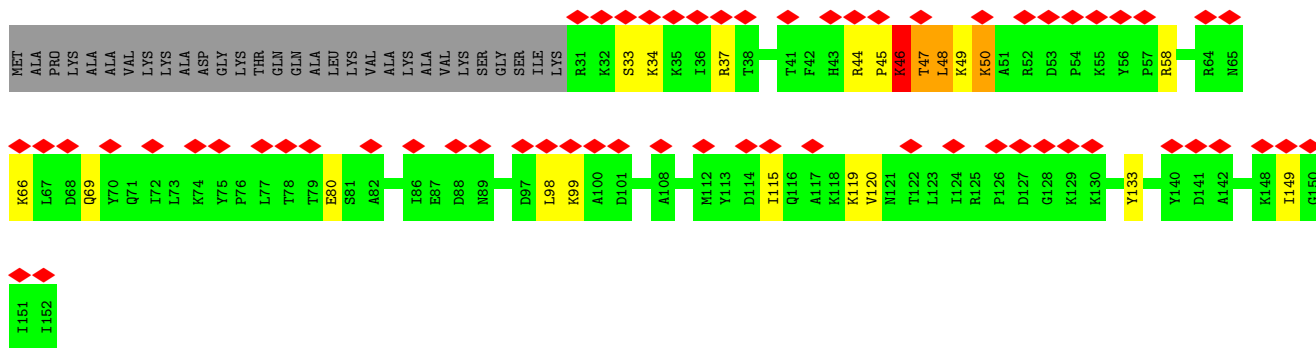 MET ALA PRO LYS ALA ALA VAL LYS LYS ALA ASP GLY LYS THR GLN GLN ALA LEU LYS VAL ALA LYS ALA VAL LYS SER GLY SER ILE LYS R31 K32 S33 K34 K35 I36 R37 T38 T41 F42 H43 R44 P45 K46 T47 L48 K49 K50 A51 R52 D53 P54 K55 Y56 P57 R58 R64 N65
K66 L67 D68 Q69 Y70 Q71 I72 L73 K74 Y75 P76 L77 T78 T79 E80 S81 A82 I86 E87 D88 N89 D97 L98 K99 A100 D101 A108 M112 Y113 D114 I115 Q116 A117 K118 K119 V120 N121 T122 L123 I124 R125 P126 D127 G128 K129 K130 Y133 Y140 D141 A142 K148 I149 G150
I151 I152